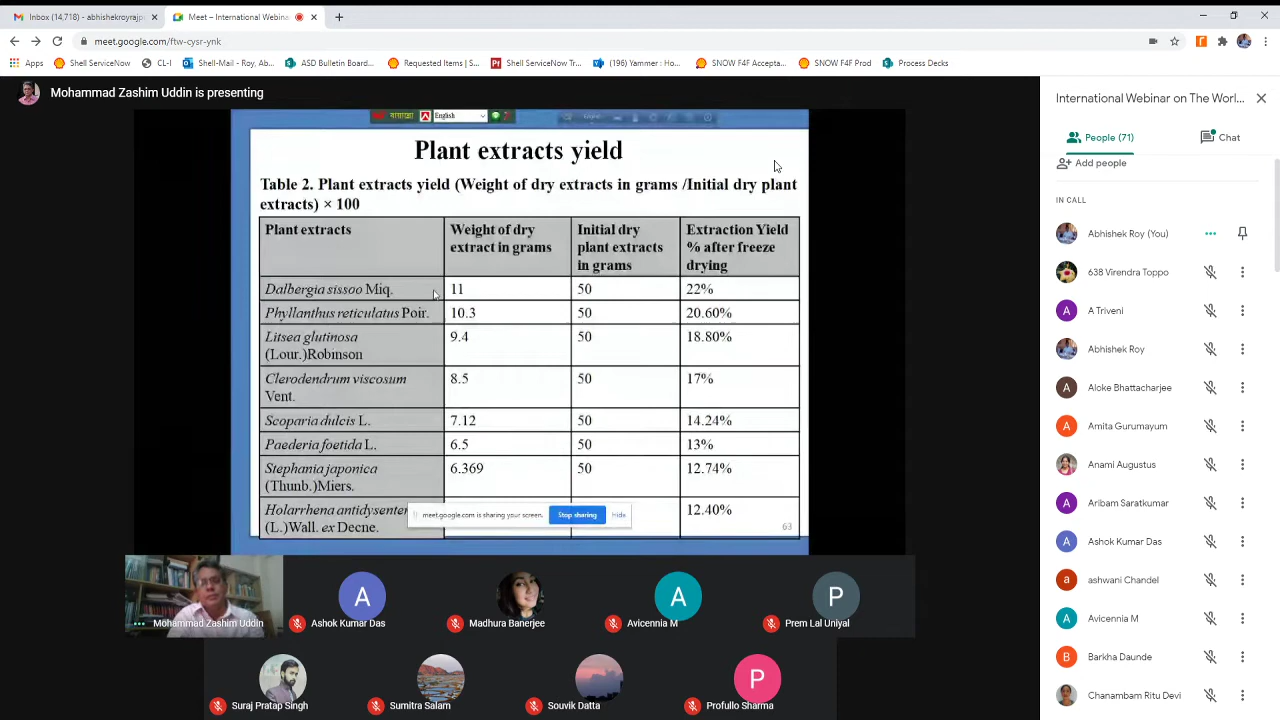 Inbox (14,718) - abhishekroyrajp
Meet – International Webina
meet.google.com/ftw-cysr-ynk
Apps
Shell ServiceNow
CL-I
Shell-Mail - Roy, Ab...
ASD Bulletin Board...
Requested Items | S...
Shell ServiceNow Tr...
(196) Yammer : Ho...
SNOW F4F Accepta...
SNOW F4F Prod
Process Decks
Mohammad Zashim Uddin is presenting
English
Plant extracts yield
Table 2. Plant extracts yield (Weight of dry extracts in grams /Initial dry plant
extracts) × 100
Plant extracts
Weight of dry
extract in grams
Initial dry
plant extracts
in grams
Extraction Yield
% after freeze
drying
Dalbergia sissoo Miq. 11 50 22%
Phyllanthus reticulatus Poir. 10.3 50 20.60%
Litsea glutinosa 9.4 50 18.80%
(Lour.)Robinson
Clerodendrum viscosum 8.5 50 17%
Vent.
Scoparia dulcis L. 7.12 50 14.24%
Paederia foetida L. 6.5 50 13%
Stephania japonica 6.369 50 12.74%
(Thunb.)Miers.
Holarrhena antidysenter 12.40%
(L.)Wall. ex Decne.
meet.google.com is sharing your screen. Stop sharing Hide
63
Mohammad Zashim Uddin
Ashok Kumar Das
Madhura Banerjee
A
Avicennia M
P
Prem Lal Uniyal
A
Suraj Pratap Singh
Sumitra Salam
Souvik Datta
P
Profullo Sharma
International Webinar on The Worl...
People (71)
Chat
Add people
IN CALL
Abhishek Roy (You)
638 Virendra Toppo
A
A Triveni
Abhishek Roy
A
Aloke Bhattacharjee
A
Amita Gurumayum
Anami Augustus
A
Aribam Saratkumar
A
Ashok Kumar Das
a
ashwani Chandel
A
Avicennia M
B
Barkha Daunde
Chanambam Ritu Devi